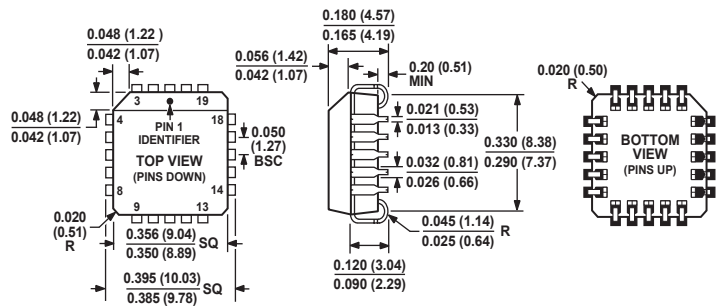 0.180 (4.57)
0.165 (4.19)
0.048 (1.22)
0.042 (1.07)
0.056 (1.42)
0.042 (1.07)
0.20 (0.51)
MIN
0.020 (0.50)
R
0.048 (1.22)
0.042 (1.07)
3
19
4
18
PIN 1
IDENTIFIER
TOP VIEW
(PINS DOWN)
0.050
(1.27)
BSC
8
14
9
13
0.021 (0.53)
0.013 (0.33)
0.032 (0.81)
0.026 (0.66)
0.330 (8.38)
0.290 (7.37)
BOTTOM
VIEW
(PINS UP)
0.020
(0.51)
R
0.356 (9.04)
0.350 (8.89)
SQ
0.045 (1.14)
0.025 (0.64)
R
0.395 (10.03)
0.385 (9.78)
SQ
0.120 (3.04)
0.090 (2.29)